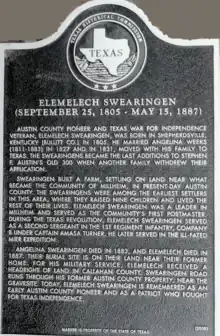 TEXAS HISTORICAL COMMISSION
TEXAS
ELEMELECH SWEARINGEN
(SEPTEMBER 25, 1805 - MAY 15, 1887)
AUSTIN COUNTY PIONEER AND TEXAS WAR FOR INDEPENDENCE
VETERAN, ELEMELECH SWEARINGEN, WAS BORN IN SHEPHERDSVILLE,
KENTUCKY (BULLITT CO.) IN 1805. HE MARRIED ANGELINA WEEKS
(1811-1883) IN 1827 AND IN 1831, MOVED WITH HIS FAMILY TO
TEXAS. THE SWEARINGENS BECAME THE LAST ADDITIONS TO STEPHEN
F. AUSTIN'S OLD 300 WHEN ANOTHER FAMILY WITHDREW THEIR
APPLICATION.
SWEARINGEN BUILT A FARM, SETTLING ON LAND NEAR WHAT
BECAME THE COMMUNITY OF MILLHEIM, IN PRESENT-DAY AUSTIN
COUNTY. THE SWEARINGENS WERE AMONG THE EARLIEST SETTLERS
IN THIS AREA, WHERE THEY RAISED NINE CHILDREN AND LIVED THE
REST OF THEIR LIVES. ELEMELECH SWEARINGEN WAS A LEADER IN
MILLHEIM AND SERVED AS THE COMMUNITY'S FIRST POSTMASTER.
DURING THE TEXAS REVOLUTION, ELEMELECH SWEARINGEN SERVED
AS A SECOND SERGEANT IN THE 1ST REGIMENT INFANTRY, COMPANY
B UNDER CAPTAIN AMASA TURNER. HE LATER SERVED IN THE ILL-FATED
MIER EXPEDITION.
ANGELINA SWEARINGEN DIED IN 1883, AND ELEMELECH DIED IN
1887. THEIR BURIAL SITE IS ON THEIR LAND NEAR THEIR FORMER
HOME. FOR HIS MILITARY SERVICE, ELEMELECH RECEIVED A
HEADRIGHT OF LAND IN CALLAHAN COUNTY. SWEARINGEN ROAD
RUNS THROUGH HIS FORMER AUSTIN COUNTY PROPERTY, NEAR THE
GRAVESITE. TODAY, ELEMELECH SWEARINGEN IS REMEMBERED AS AN
EARLY AUSTIN COUNTY PIONEER AND AS A PATRIOT WHO FOUGHT
FOR TEXAS INDEPENDENCE.
MARKER IS PROPERTY OF THE STATE OF TEXAS